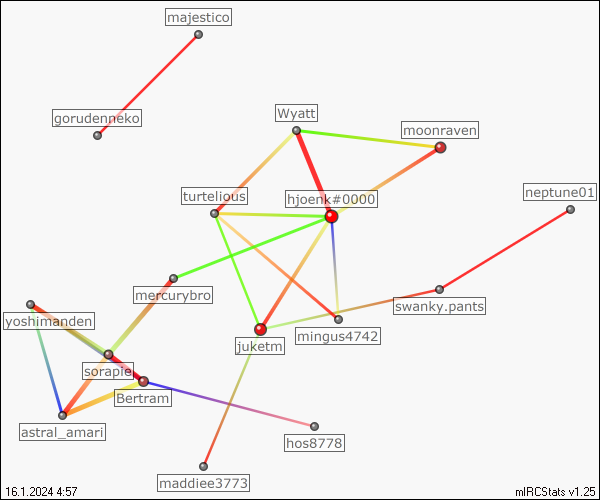 majestico
gorudenneko
Wyatt
moonraven
turtelious
hjoenk#0000
neptune01
mercurybro
swanky.pants
yoshimanden
juketm
mingus4742
sorapie
Bertram
astral_amari
hos8778
maddiee3773
16.1.2024 4:57
mIRCStats v1.25